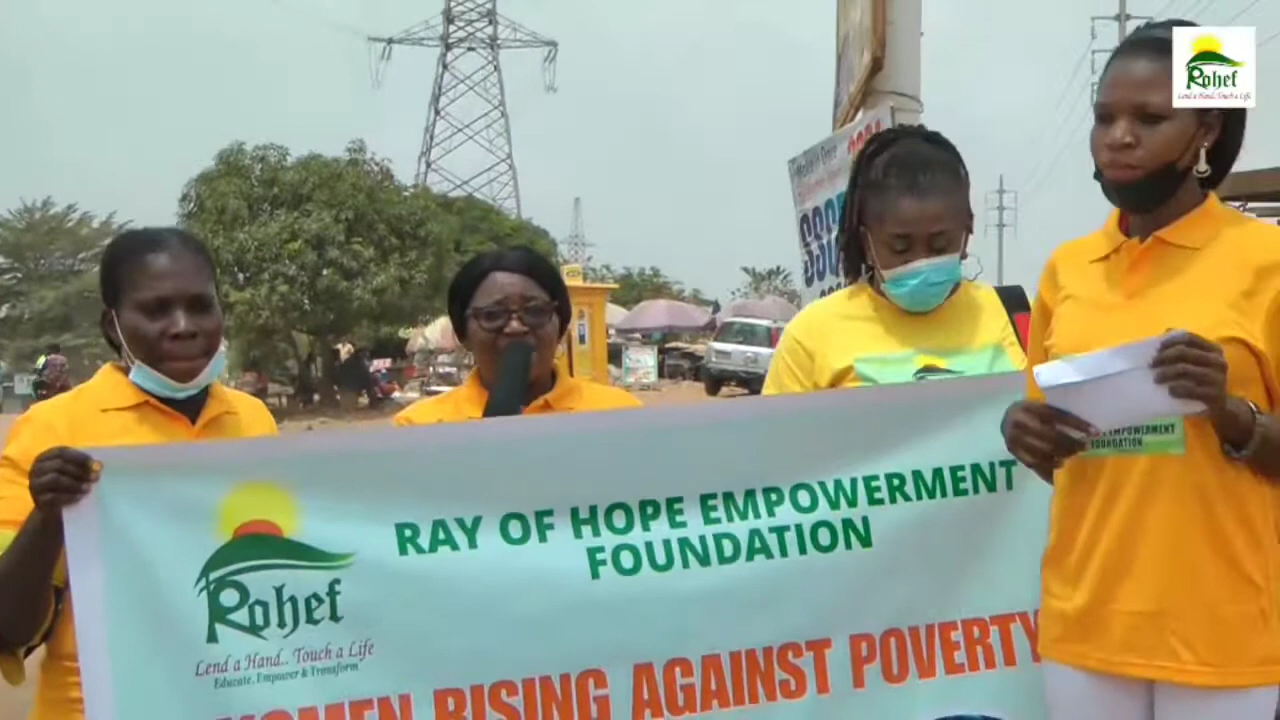 Rohef
Lend a Hand.. Touch a Life
RAY OF HOPE EMPOWERMENT
FOUNDATION
EMPOWERMENT
FOUNDATION
Rohef
Lend a Hand.. Touch a Life
Educate, Empower & Transform
WOMEN RISING AGAINST POVERTY